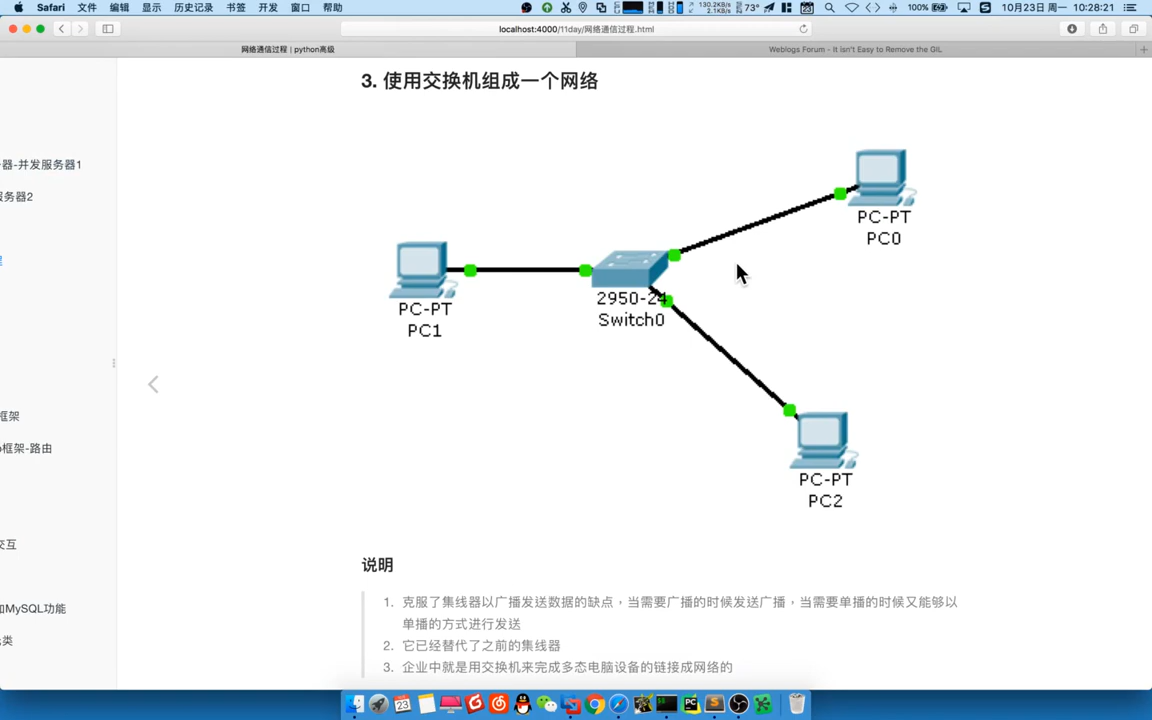 Safari 文件 编辑 显示 历史记录 书签 开发 窗口 帮助 130.2KB/s 2.1KB/s 73° 100% 10月23日 周一 10:28:21
localhost:4000/11day/网络通信过程.html
网络通信过程 | python高级 Weblogs Forum - It isn't Easy to Remove the GIL
3. 使用交换机组成一个网络
器-并发服务器1
服务器2
程
框架
框架-路由
交互
加MySQL功能
类
PC-PT
PC0
PC-PT
PC1
2950-24
Switch0
PC-PT
PC2
说明
1. 克服了集线器以广播发送数据的缺点，当需要广播的时候发送广播，当需要单播的时候又能够以
单播的方式进行发送
2. 它已经替代了之前的集线器
3. 企业中就是用交换机来完成多态电脑设备的链接成网络的